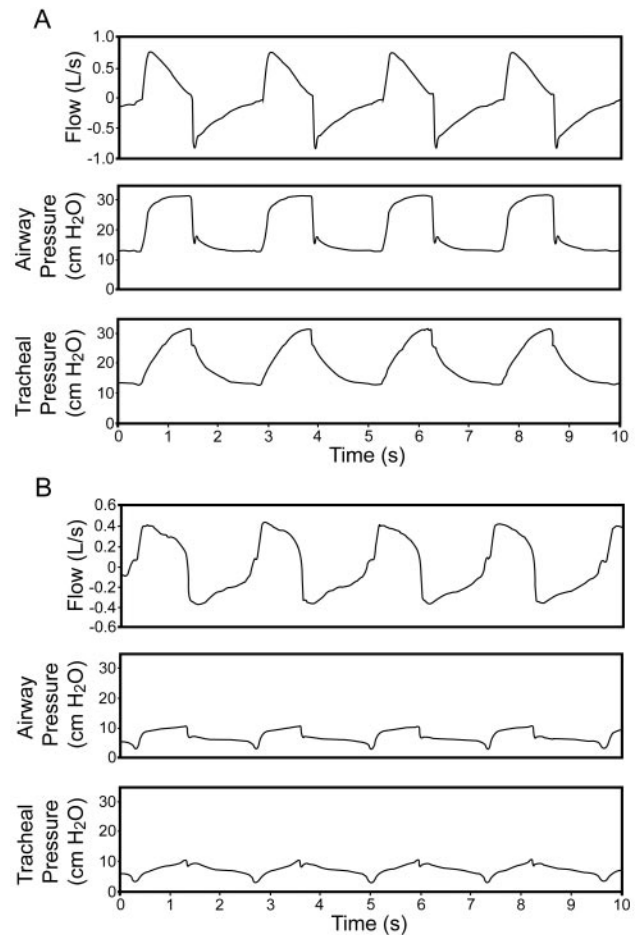 A
Flow (L/s)
1.0
0.5
0
-0.5
-1.0
Airway
Pressure
(cm H₂O)
30
20
10
0
Tracheal
Pressure
(cm H₂O)
30
20
10
0
0 1 2 3 4 5 6 7 8 9 10
Time (s)
B
Flow (L/s)
0.6
0.4
0.2
0
-0.2
-0.4
-0.6
Airway
Pressure
(cm H₂O)
30
20
10
0
Tracheal
Pressure
(cm H₂O)
30
20
10
0
0 1 2 3 4 5 6 7 8 9 10
Time (s)